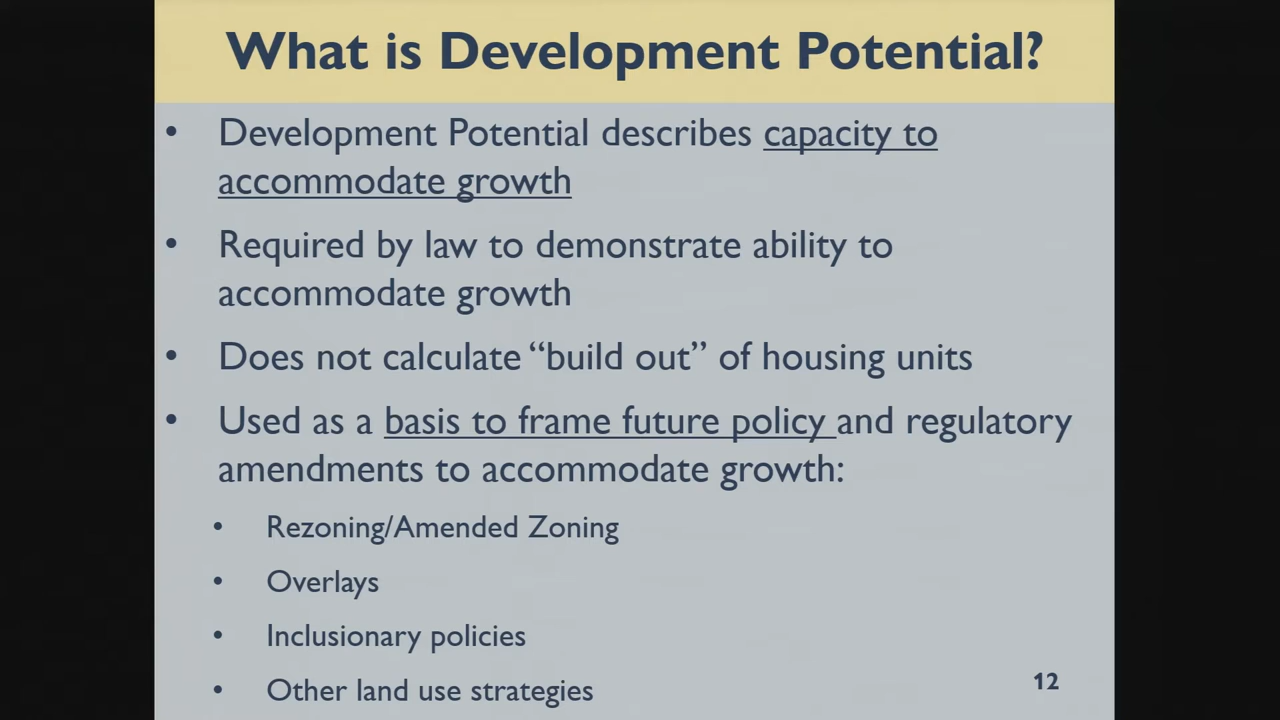 What is Development Potential?
• Development Potential describes capacity to
accommodate growth
• Required by law to demonstrate ability to
accommodate growth
• Does not calculate “build out” of housing units
• Used as a basis to frame future policy and regulatory
amendments to accommodate growth:
• Rezoning/Amended Zoning
• Overlays
• Inclusionary policies
• Other land use strategies
12